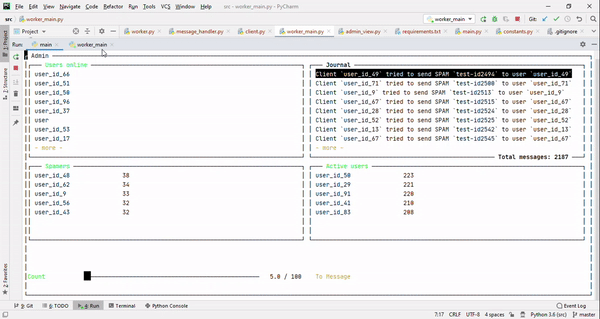 File Edit View Navigate Code Refactor Run Tools VCS Window Help
src - worker_main.py - PyCharm
src worker_main.py
worker_main
Git:
Project
worker.py message_handler.py client.py worker_main.py admin_view.py requirements.txt main.py constants.py .gitignore
Run: main worker_main
Admin
Users online
user_id_66
user_id_51
user_id_50
user_id_96
user_id_37
user
user_id_53
user_id_17
- more -
Journal
Client `user_id_49` tried to send SPAM `test-id2494` to user `user_id_49`
Client `user_id_71` tried to send SPAM `test-id2500` to user `user_id_71`
Client `user_id_9` tried to send SPAM `test-id2513` to user `user_id_9`
Client `user_id_67` tried to send SPAM `test-id2515` to user `user_id_67`
Client `user_id_28` tried to send SPAM `test-id2524` to user `user_id_28`
Client `user_id_52` tried to send SPAM `test-id2525` to user `user_id_52`
Client `user_id_13` tried to send SPAM `test-id2542` to user `user_id_13`
Client `user_id_67` tried to send SPAM `test-id2545` to user `user_id_67`
- more -
Total messages: 2187
Spamers
user_id_48 38
user_id_62 34
user_id_9 33
user_id_56 32
user_id_43 32
Active users
user_id_50 223
user_id_29 221
user_id_91 220
user_id_41 210
user_id_83 208
Count 5.0 / 100 To Message
1: Project
7: Structure
2: Favorites
9: Git 6: TODO 4: Run Terminal Python Console
Event Log
7:17 CRLF UTF-8 4 spaces Python 3.6 (src) master